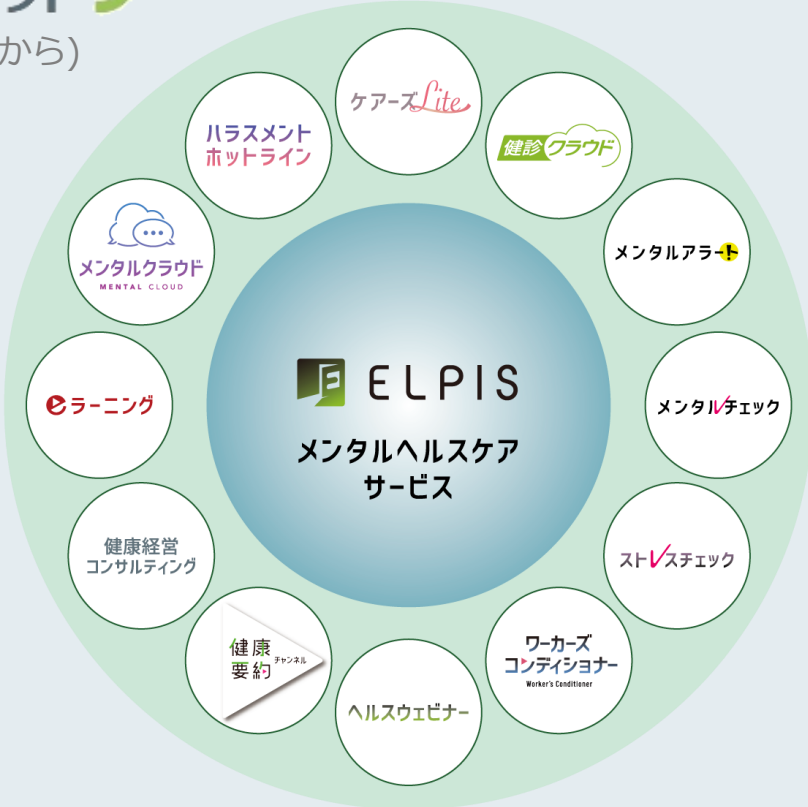 から)
ケアーズLite
健診クラウド
メンタルアラート
メンタルチェック
ストレスチェック
ワーカーズ
コンディショナー
Worker's Conditioner
ヘルスウェビナー
健康
要約
チャンネル
健康経営
コンサルティング
eラーニング
メンタルクラウド
MENTAL CLOUD
ハラスメント
ホットライン
ELPIS
メンタルヘルスケア
サービス